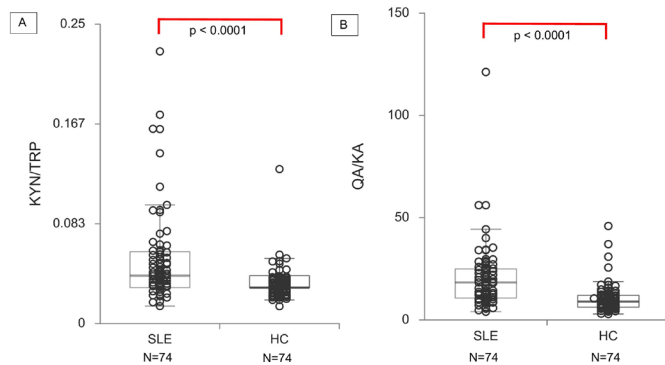 A
p < 0.0001
0.25
0.167
0.083
0
KYN/TRP
SLE
HC
N=74
N=74
B
p < 0.0001
150
100
50
0
QA/KA
SLE
HC
N=74
N=74